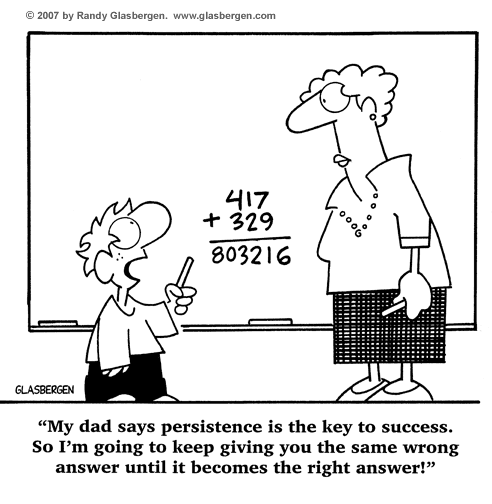 © 2007 by Randy Glasbergen. www.glasbergen.com
417
+ 329
803216
GLASBERGEN
“My dad says persistence is the key to success.
So I’m going to keep giving you the same wrong
answer until it becomes the right answer!”